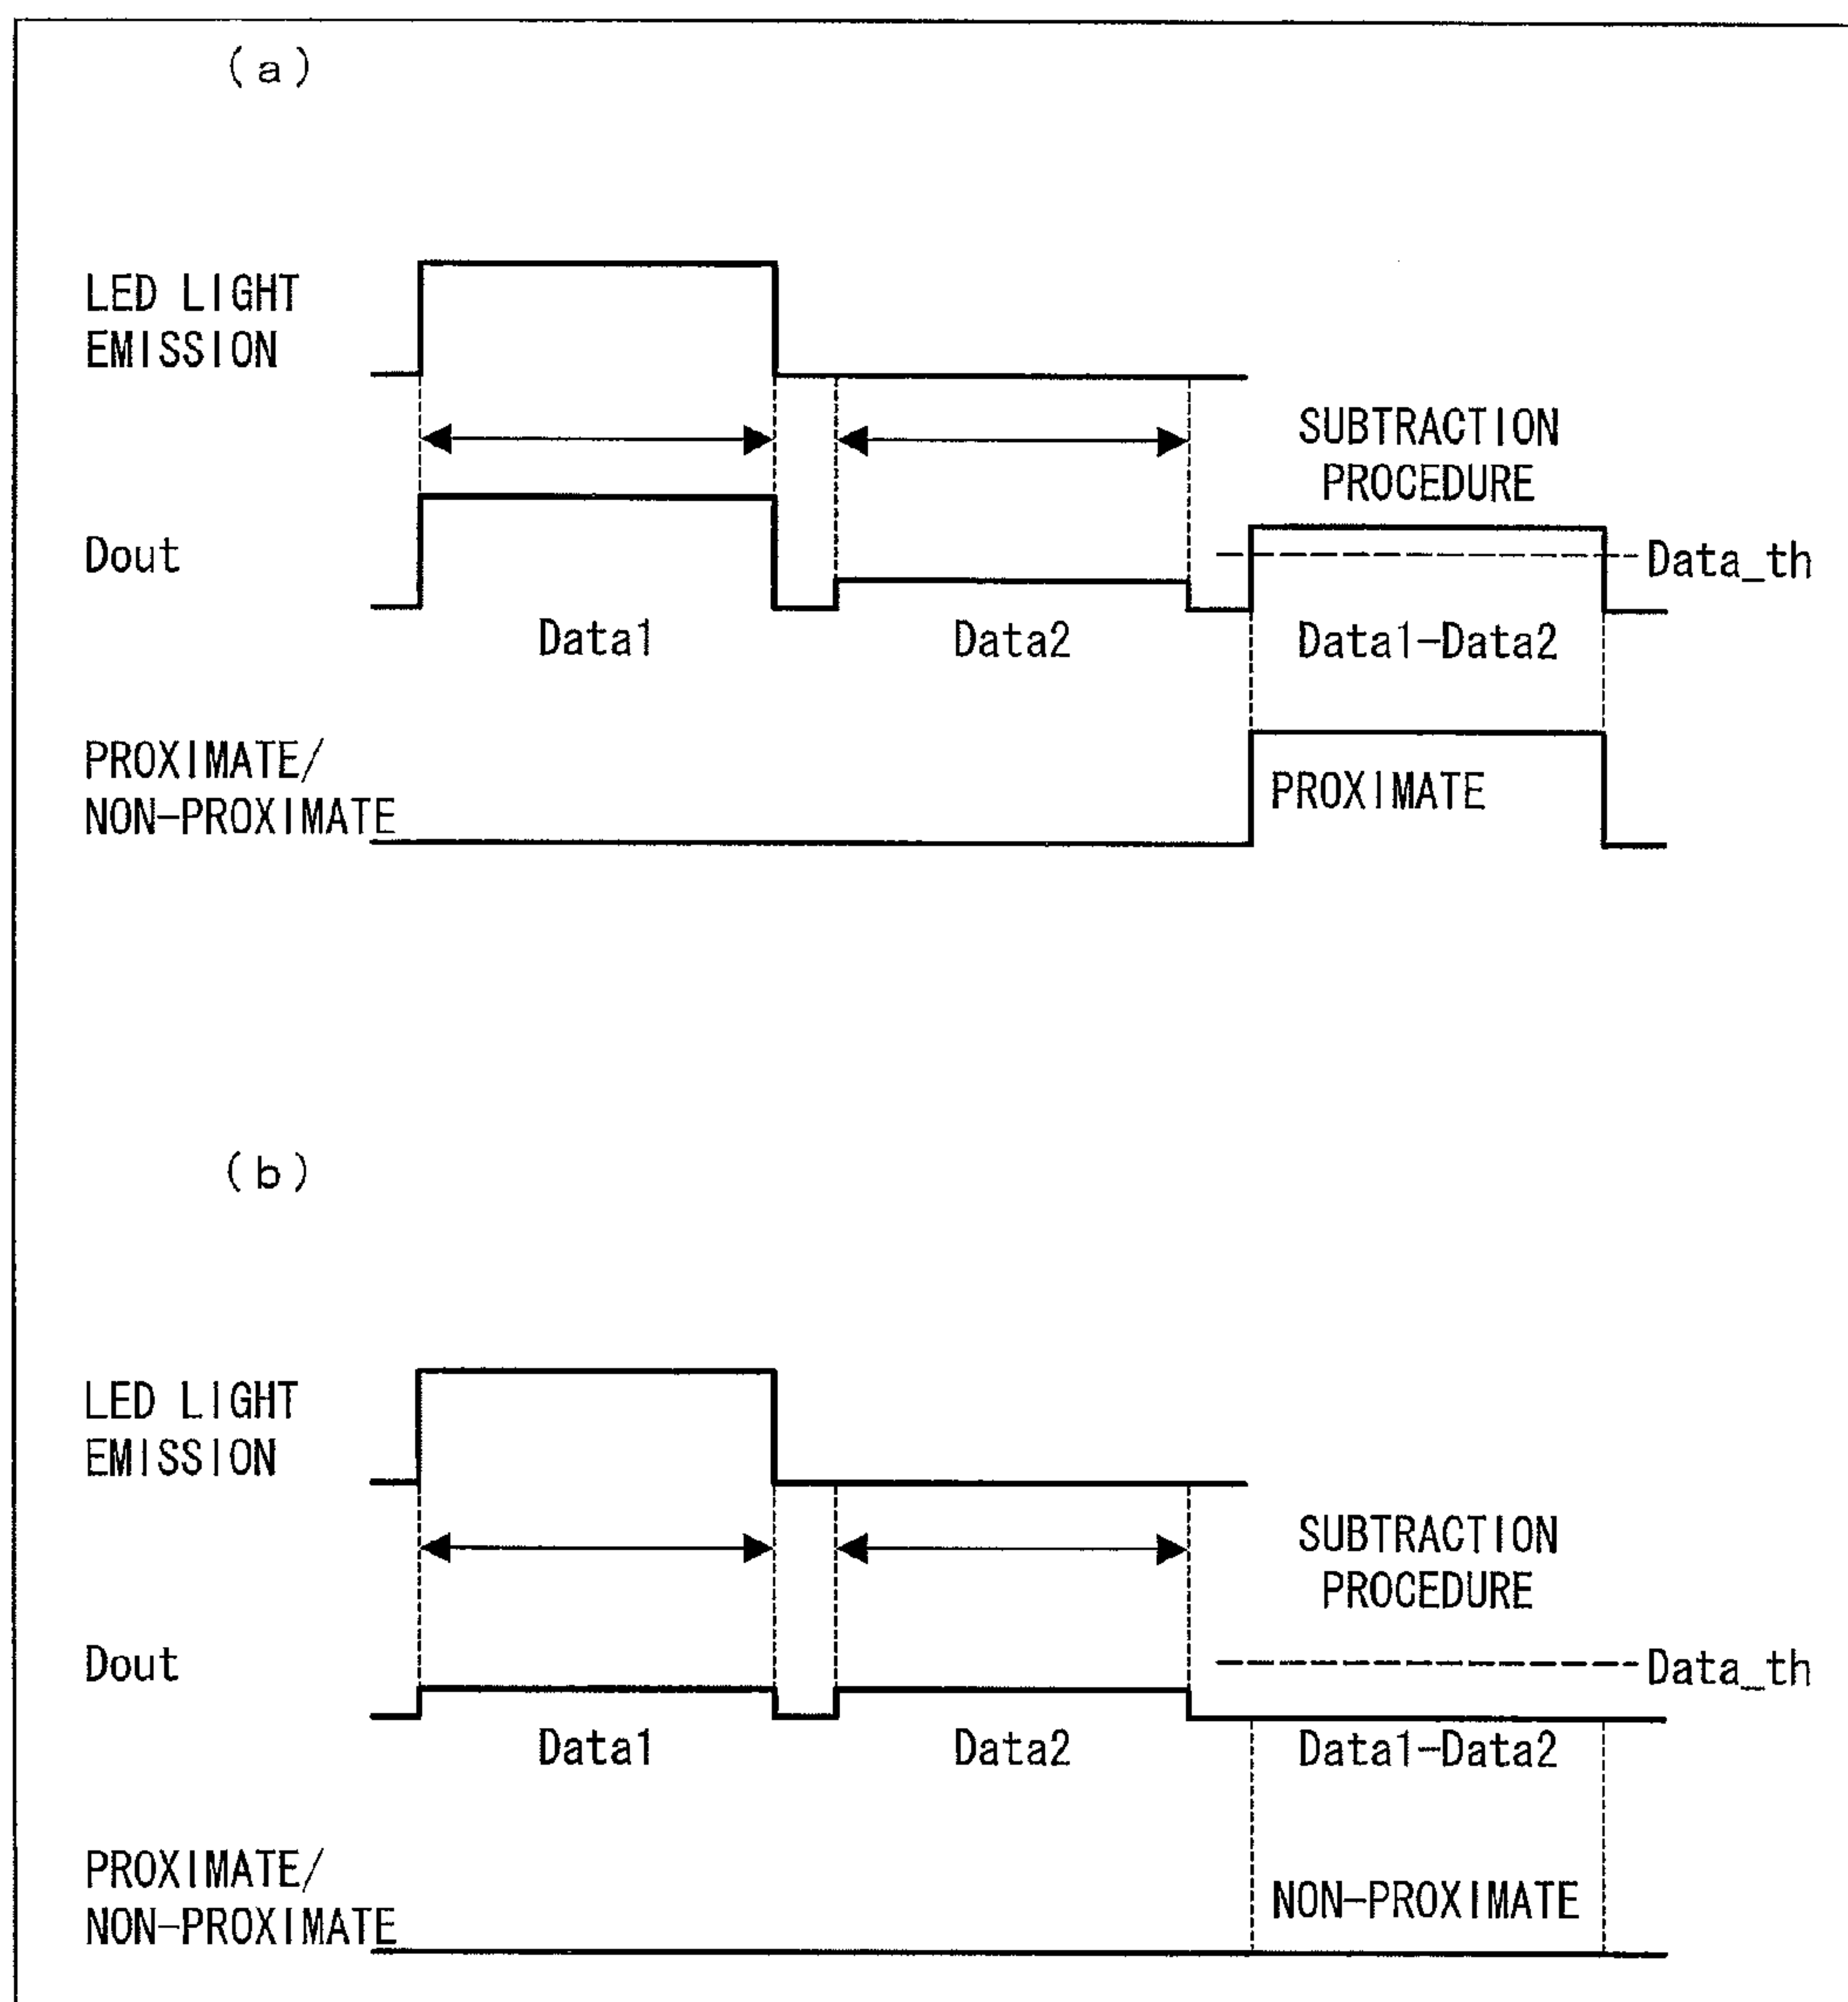 (a)
LED LIGHT
EMISSION
SUBTRACTION
PROCEDURE
Dout
Data_th
Data1
Data2
Data1-Data2
PROXIMATE/
NON-PROXIMATE
PROXIMATE
(b)
LED LIGHT
EMISSION
SUBTRACTION
PROCEDURE
Dout
Data_th
Data1
Data2
Data1-Data2
PROXIMATE/
NON-PROXIMATE
NON-PROXIMATE